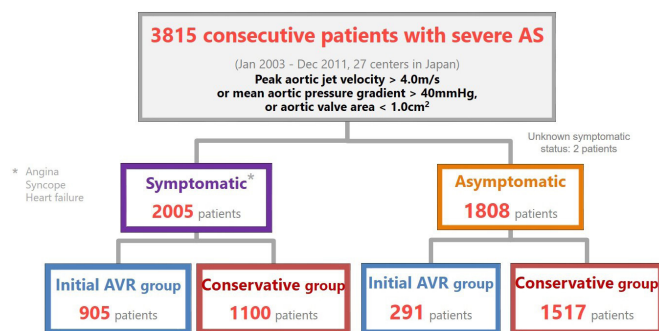 3815 consecutive patients with severe AS
(Jan 2003 - Dec 2011, 27 centers in Japan)
Peak aortic jet velocity > 4.0m/s
or mean aortic pressure gradient > 40mmHg,
or aortic valve area < 1.0cm²
Unknown symptomatic
status: 2 patients
* Angina
Syncope
Heart failure
Symptomatic*
2005 patients
Asymptomatic
1808 patients
Initial AVR group
905 patients
Conservative group
1100 patients
Initial AVR group
291 patients
Conservative group
1517 patients